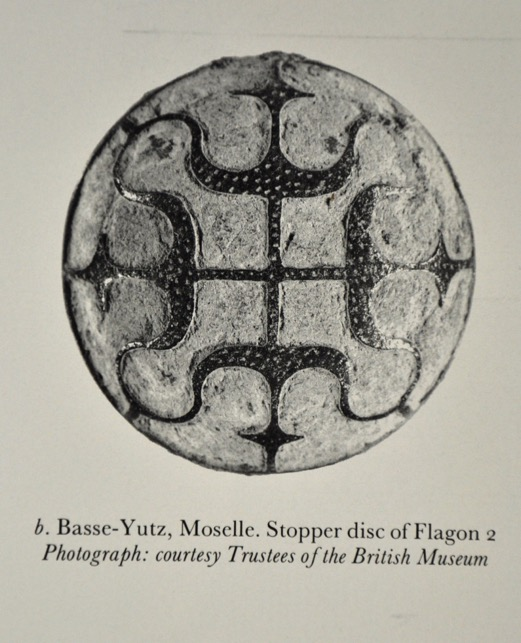 b. Basse-Yutz, Moselle. Stopper disc of Flagon 2
Photograph: courtesy Trustees of the British Museum